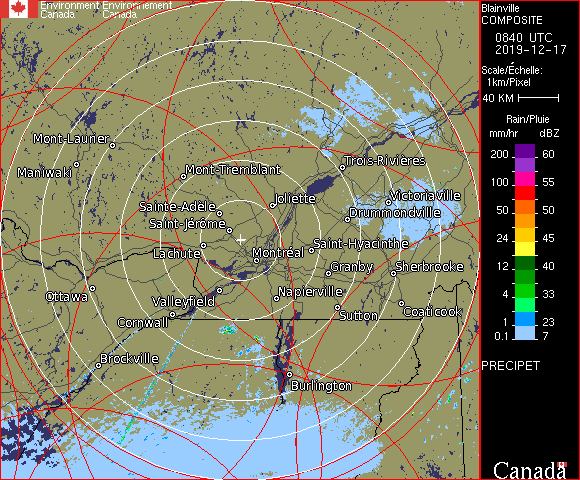 Environment Environnement
Canada Canada
Blainville
COMPOSITE
0840 UTC
2019-12-17
Scale/Échelle:
1km/Pixel
40 KM
Rain/Pluie
mm/hr dBZ
200 60
150 57
100 55
50 50
24 45
12 40
4 33
1 23
0.1 7
PRECIPET
Canada
Mont-Laurier
Maniwaki
Mont-Tremblant
Trois-Rivières
Joliette
Victoriaville
Sainte-Adèle
Drummondville
Saint-Jérôme
Saint-Hyacinthe
Lachute
Montréal
Granby
Sherbrooke
Ottawa
Valleyfield
Napierville
Sutton
Coaticook
Cornwall
Brockville
Burlington